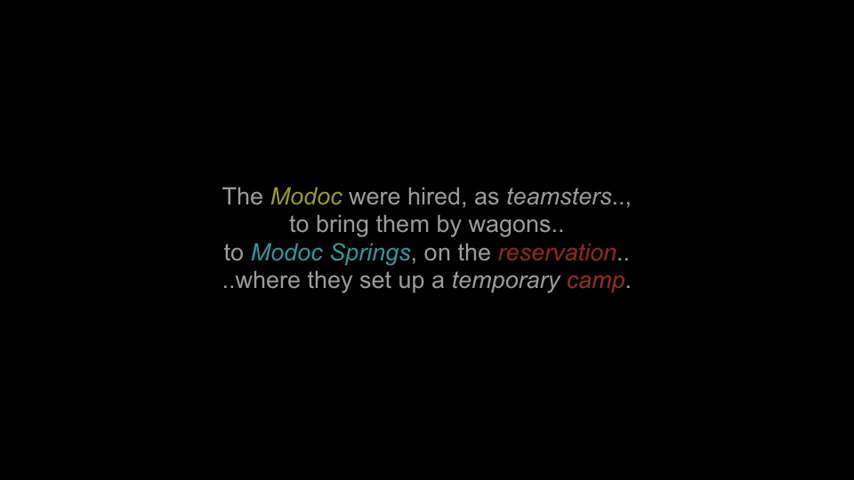 The Modoc were hired, as teamsters..,
to bring them by wagons..
to Modoc Springs, on the reservation..
..where they set up a temporary camp.